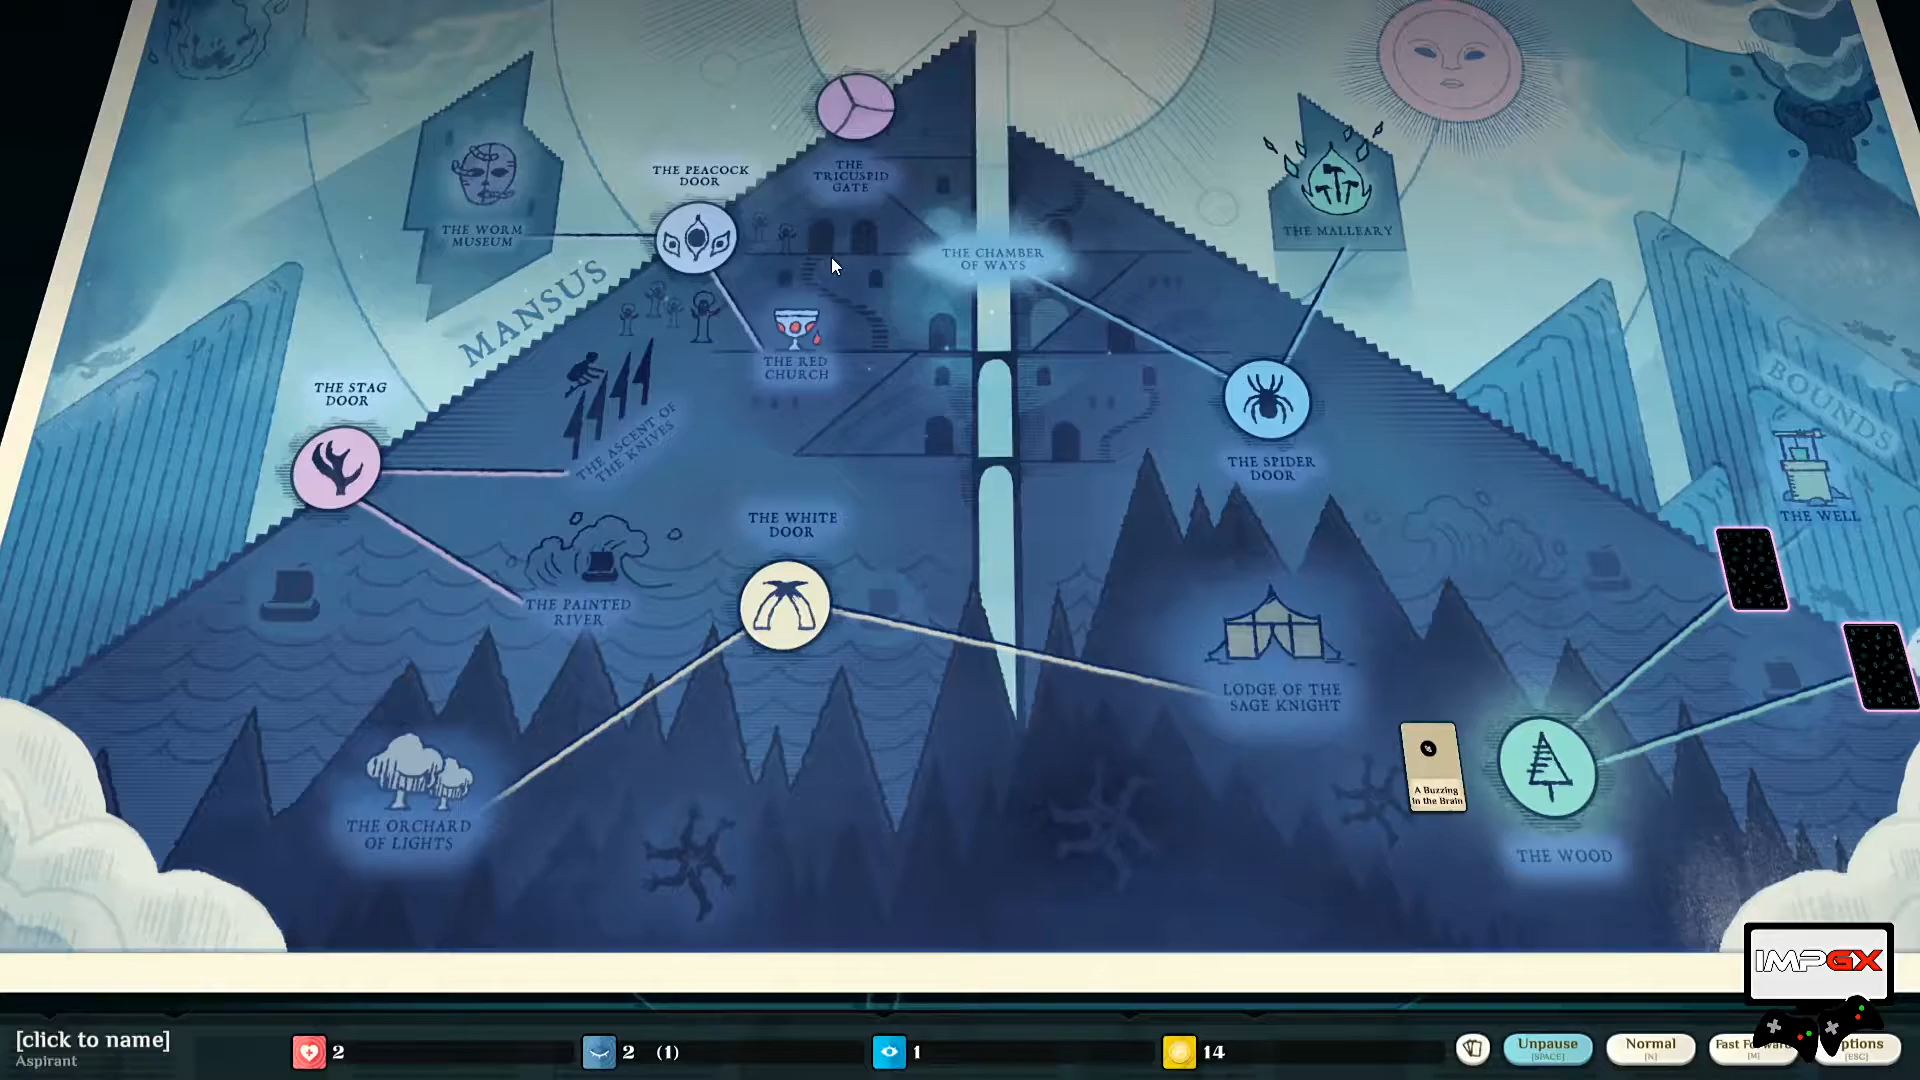 THE PEACOCK
DOOR
THE
TRICUSPID
GATE
THE WORM
MUSEUM
THE MALLEARY
THE CHAMBER
OF WAYS
MANSUS
THE RED
CHURCH
BOUNDS
THE STAG
DOOR
THE ASCENT OF
THE KNIVES
THE SPIDER
DOOR
THE WELL
THE WHITE
DOOR
THE PAINTED
RIVER
LODGE OF THE
SAGE KNIGHT
A Buzzing
In the Brain
THE ORCHARD
OF LIGHTS
THE WOOD
IMPGX
[click to name]
Aspirant
2
2 (1)
1
14
Unpause
[SPACE]
Normal
[N]
[M]
[ESC]